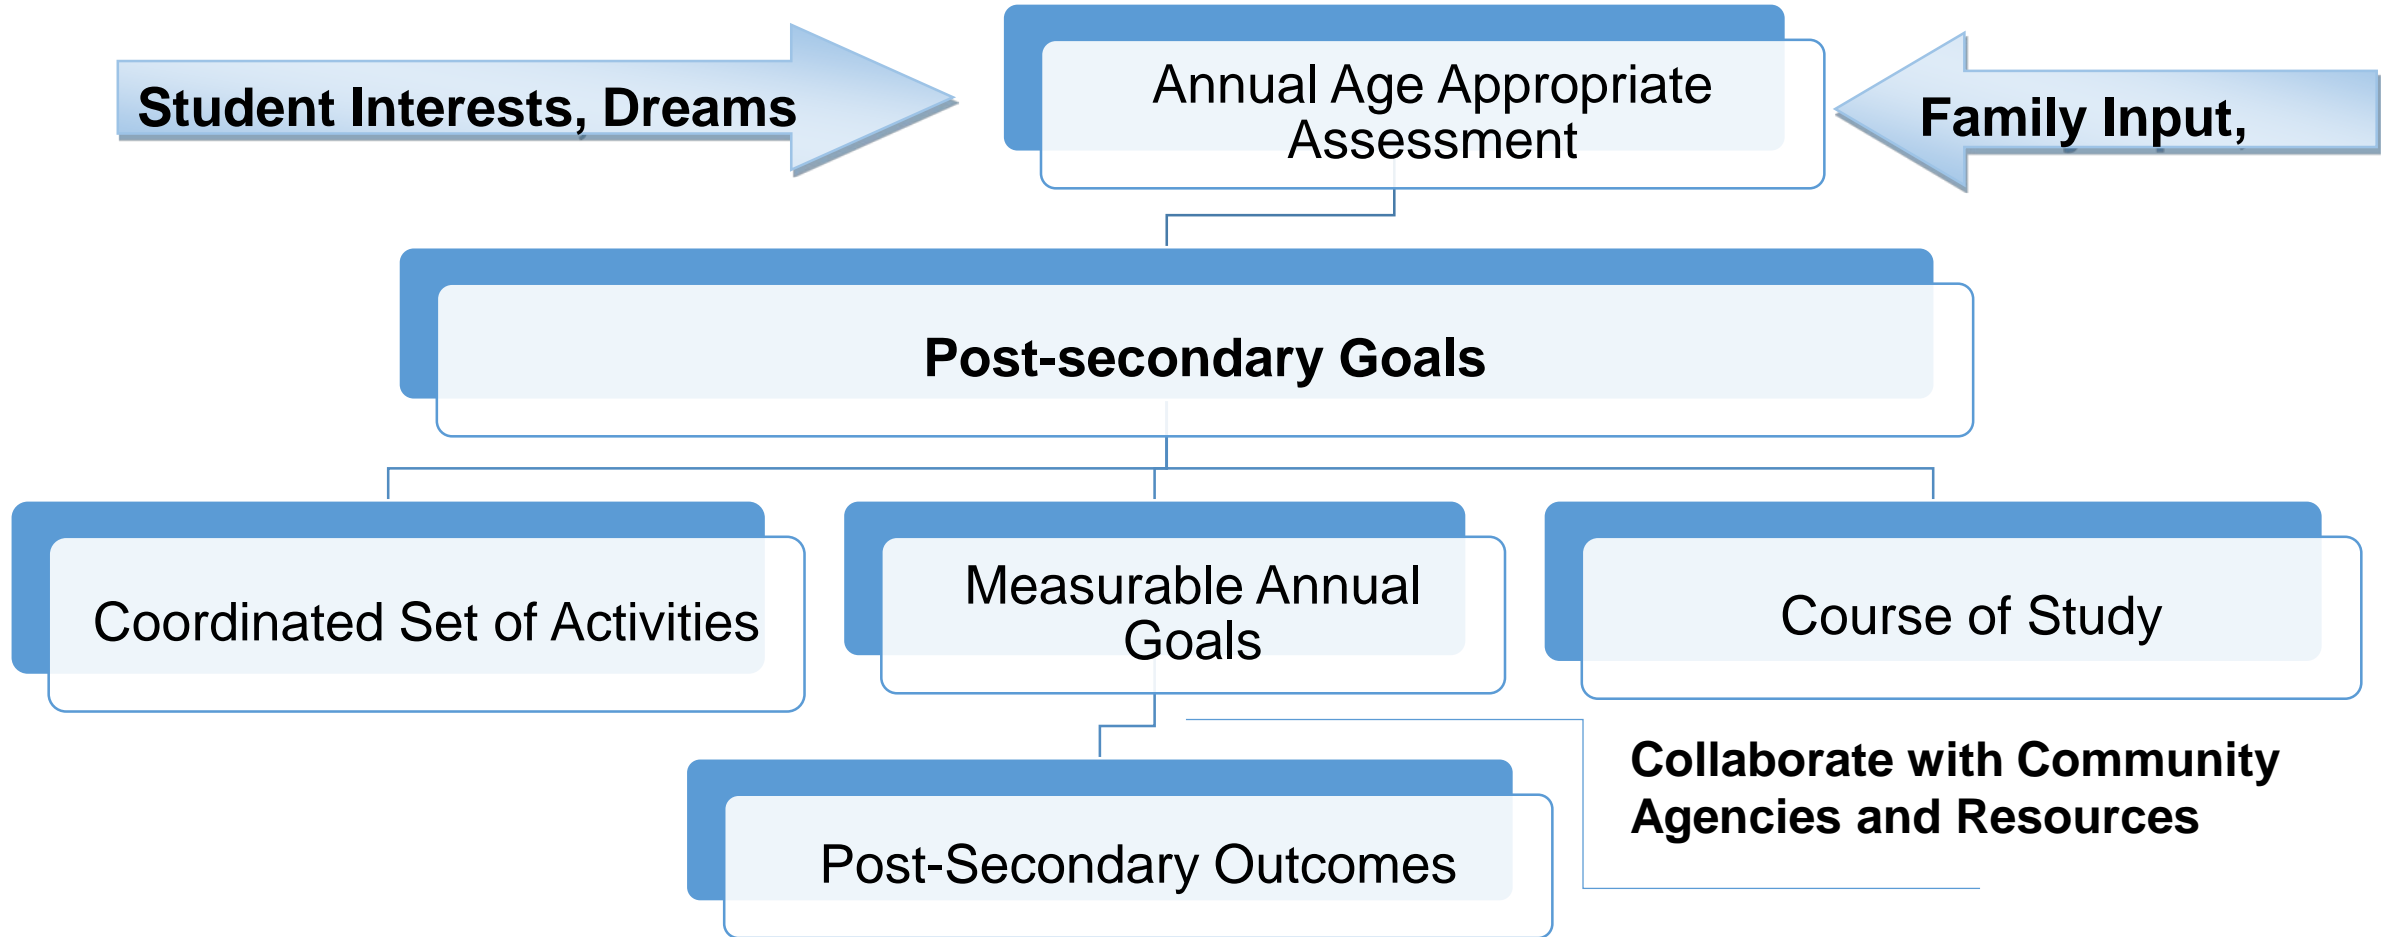 Student Interests, Dreams
Annual Age Appropriate
Assessment
Family Input,
Post-secondary Goals
Coordinated Set of Activities
Measurable Annual
Goals
Course of Study
Collaborate with Community
Agencies and Resources
Post-Secondary Outcomes